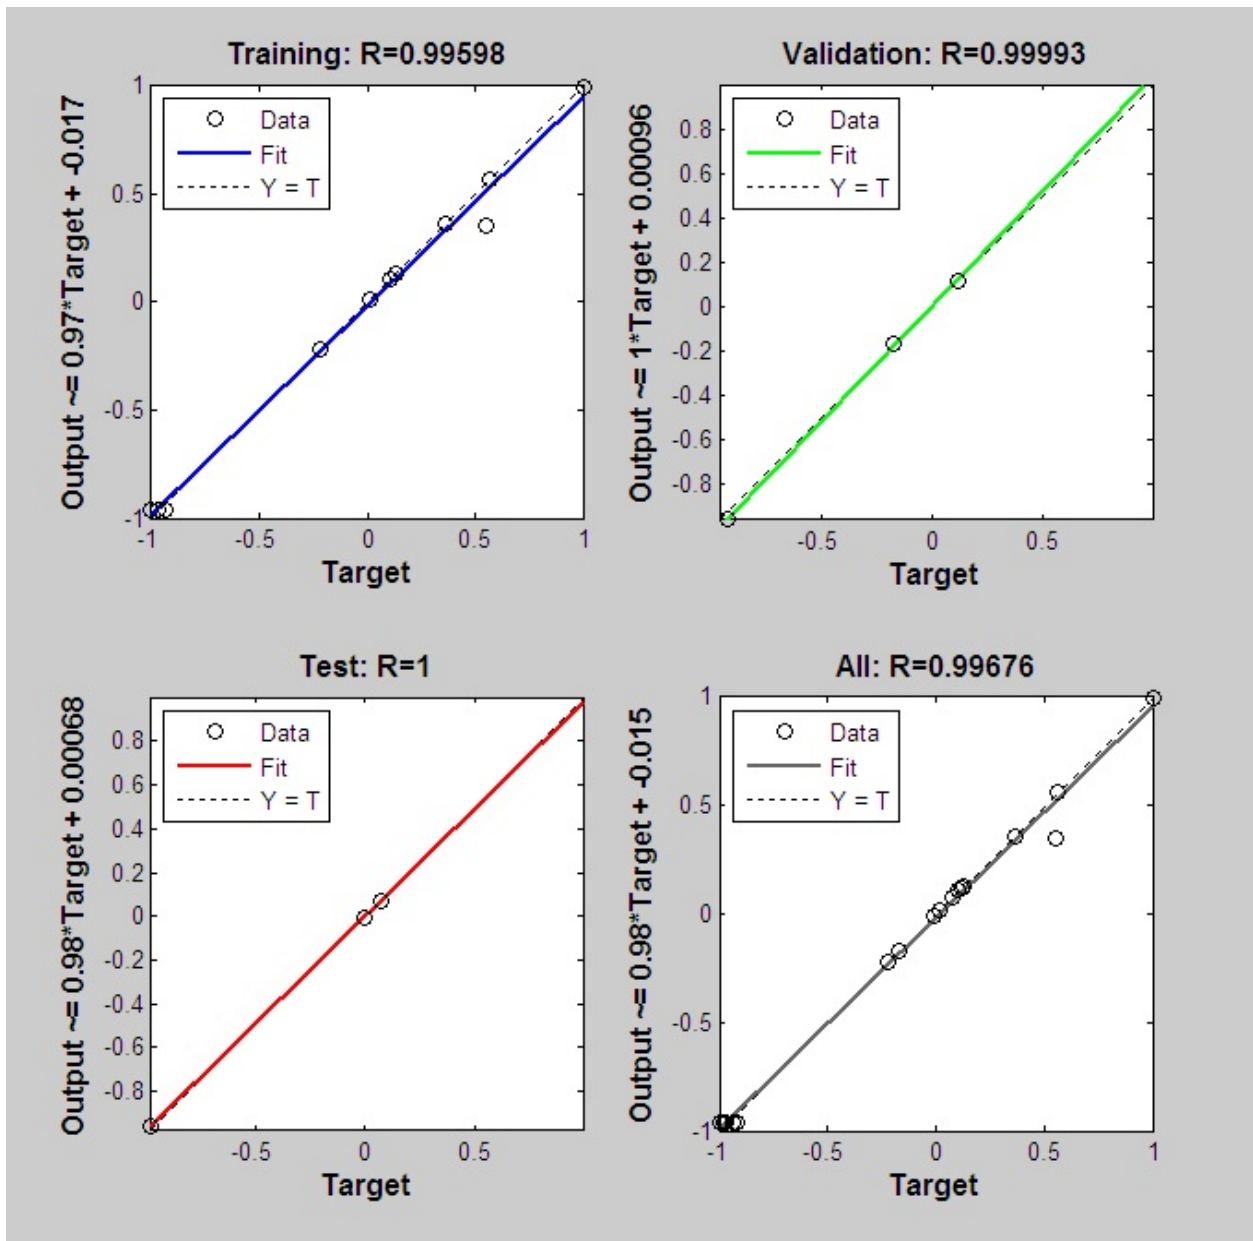 Training: R=0.99598
Output ~= 0.97*Target + -0.017
1
0.5
0
-0.5
-1
Data
Fit
Y = T
-1
-0.5
0
0.5
1
Target
Validation: R=0.99993
Output ~= 1*Target + 0.00096
0.8
0.6
0.4
0.2
0
-0.2
-0.4
-0.6
-0.8
Data
Fit
Y = T
-0.5
0
0.5
Target
Test: R=1
Output ~= 0.98*Target + 0.00068
0.8
0.6
0.4
0.2
0
-0.2
-0.4
-0.6
-0.8
Data
Fit
Y = T
-0.5
0
0.5
Target
All: R=0.99676
Output ~= 0.98*Target + -0.015
1
0.5
0
-0.5
-1
Data
Fit
Y = T
-1
-0.5
0
0.5
1
Target